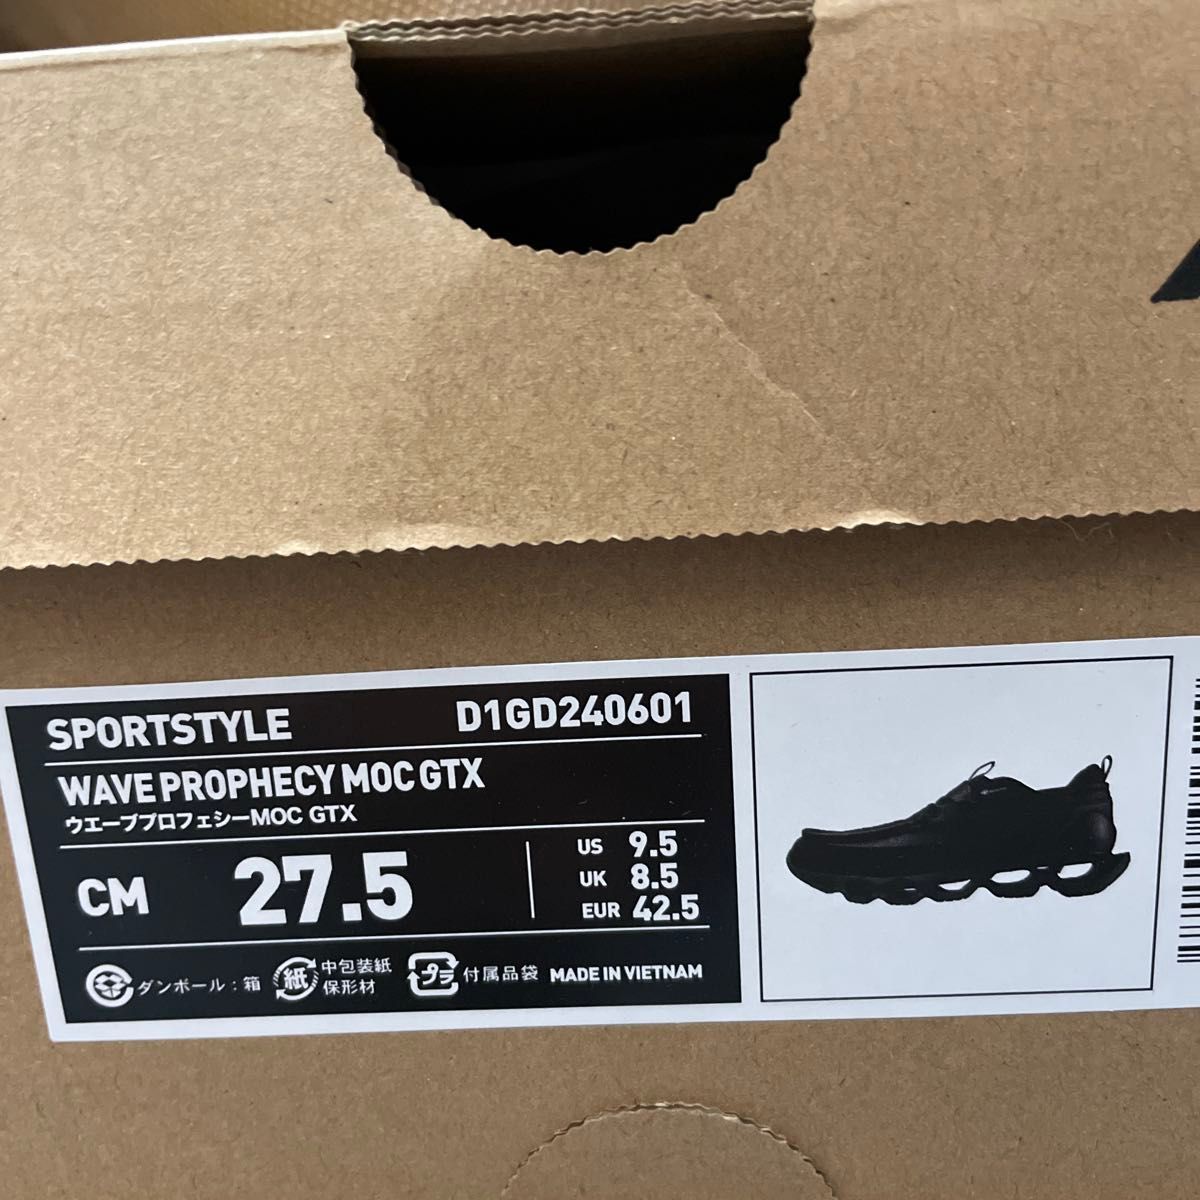 SPORTSTYLE D1GD240601
WAVE PROPHECY MOC GTX
ウエーブプロフェシーMOC GTX
CM 27.5
US 9.5
UK 8.5
EUR 42.5
ダンボール：箱
紙 中包装紙
保形材
プラ 付属品袋
MADE IN VIETNAM